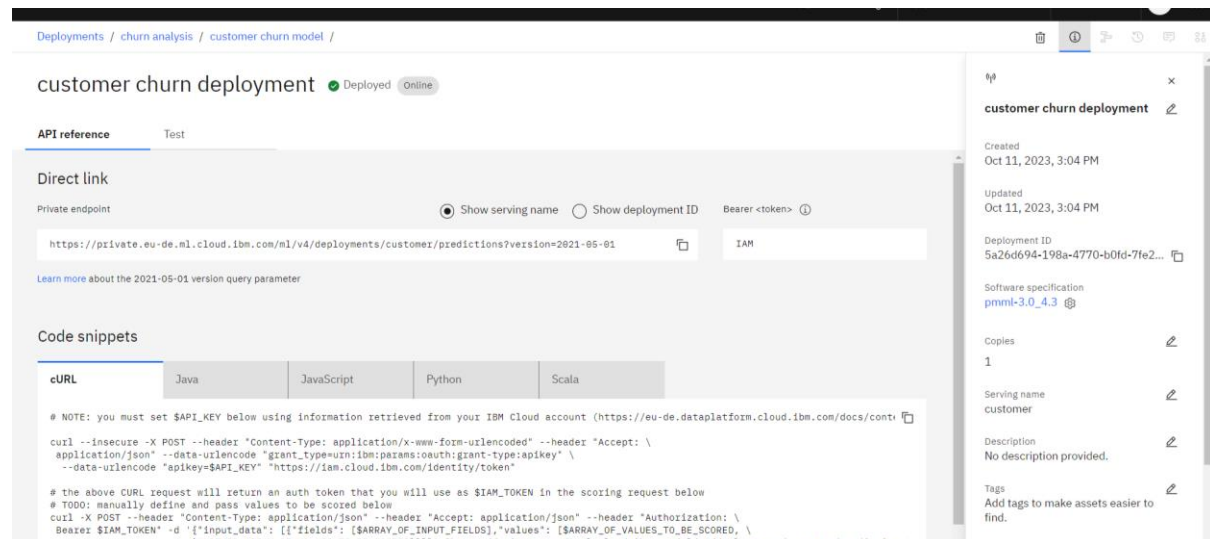 Deployments / churn analysis / customer churn model /
customer churn deployment Deployed Online
API reference Test
Direct link
Private endpoint Show serving name Show deployment ID Bearer <token>
https://private.eu-de.ml.cloud.ibm.com/ml/v4/deployments/customer/predictions?version=2021-05-01 IAM
Learn more about the 2021-05-01 version query parameter
Code snippets
cURL Java JavaScript Python Scala
# NOTE: you must set $API_KEY below using information retrieved from your IBM Cloud account (https://eu-de.dataplatform.cloud.ibm.com/docs/conte
curl --insecure -X POST --header "Content-Type: application/x-www-form-urlencoded" --header "Accept: \
application/json" --data-urlencode "grant_type=urn:ibm:params:oauth:grant-type:apikey" \
--data-urlencode "apikey=$API_KEY" "https://iam.cloud.ibm.com/identity/token"
# the above CURL request will return an auth token that you will use as $IAM_TOKEN in the scoring request below
# TODO: manually define and pass values to be scored below
curl -X POST --header "Content-Type: application/json" --header "Accept: application/json" --header "Authorization: \
Bearer $IAM_TOKEN" -d '{"input_data": [{"fields": [$ARRAY_OF_INPUT_FIELDS],"values": [$ARRAY_OF_VALUES_TO_BE_SCORED, \
customer churn deployment
Created
Oct 11, 2023, 3:04 PM
Updated
Oct 11, 2023, 3:04 PM
Deployment ID
5a26d694-198a-4770-b0fd-7fe2...
Software specification
pmml-3.0_4.3
Copies
1
Serving name
customer
Description
No description provided.
Tags
Add tags to make assets easier to
find.